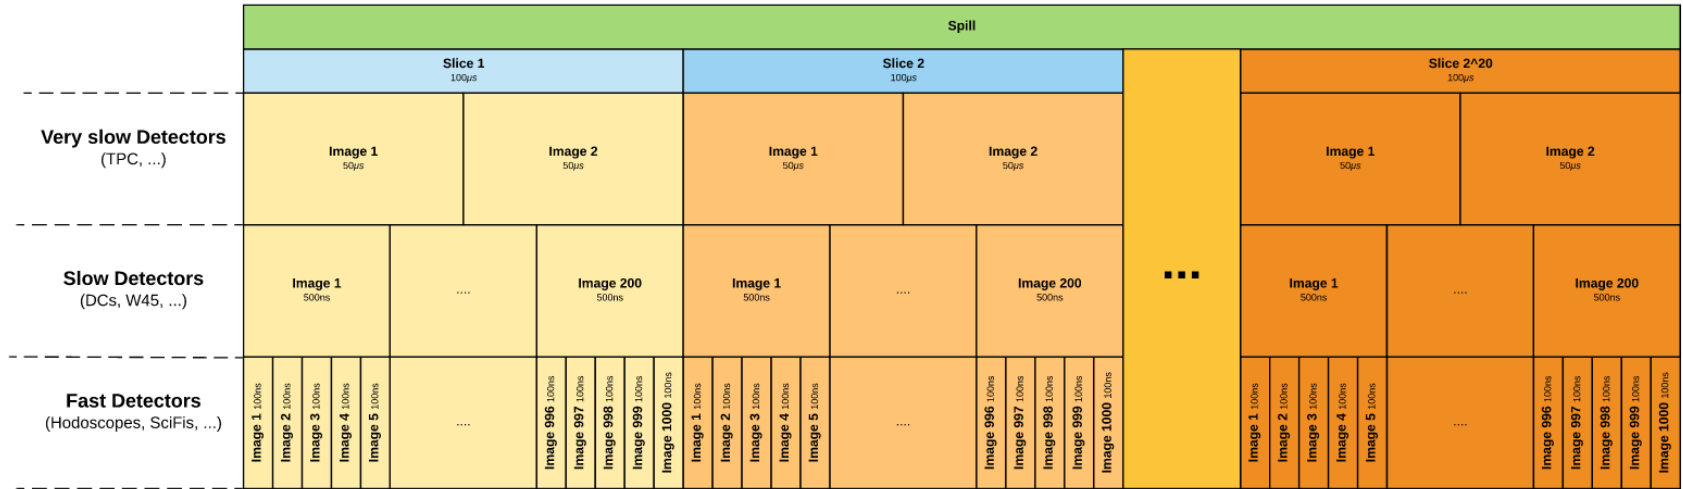 Spill
Slice 1
100µs
Slice 2
100µs
Slice 2^20
100µs
Very slow Detectors
(TPC, ...)
Image 1
50µs
Image 2
50µs
Image 1
50µs
Image 2
50µs
Image 1
50µs
Image 2
50µs
...
Slow Detectors
(DCs, W45, ...)
Image 1
500ns
....
Image 200
500ns
Image 1
500ns
....
Image 200
500ns
Image 1
500ns
....
Image 200
500ns
Fast Detectors
(Hodoscopes, SciFis, ...)
Image 1 100ns
Image 2 100ns
Image 3 100ns
Image 4 100ns
Image 5 100ns
....
Image 996 100ns
Image 997 100ns
Image 998 100ns
Image 999 100ns
Image 1000 100ns
Image 1 100ns
Image 2 100ns
Image 3 100ns
Image 4 100ns
Image 5 100ns
....
Image 996 100ns
Image 997 100ns
Image 998 100ns
Image 999 100ns
Image 1000 100ns
Image 1 100ns
Image 2 100ns
Image 3 100ns
Image 4 100ns
Image 5 100ns
....
Image 996 100ns
Image 997 100ns
Image 998 100ns
Image 999 100ns
Image 1000 100ns